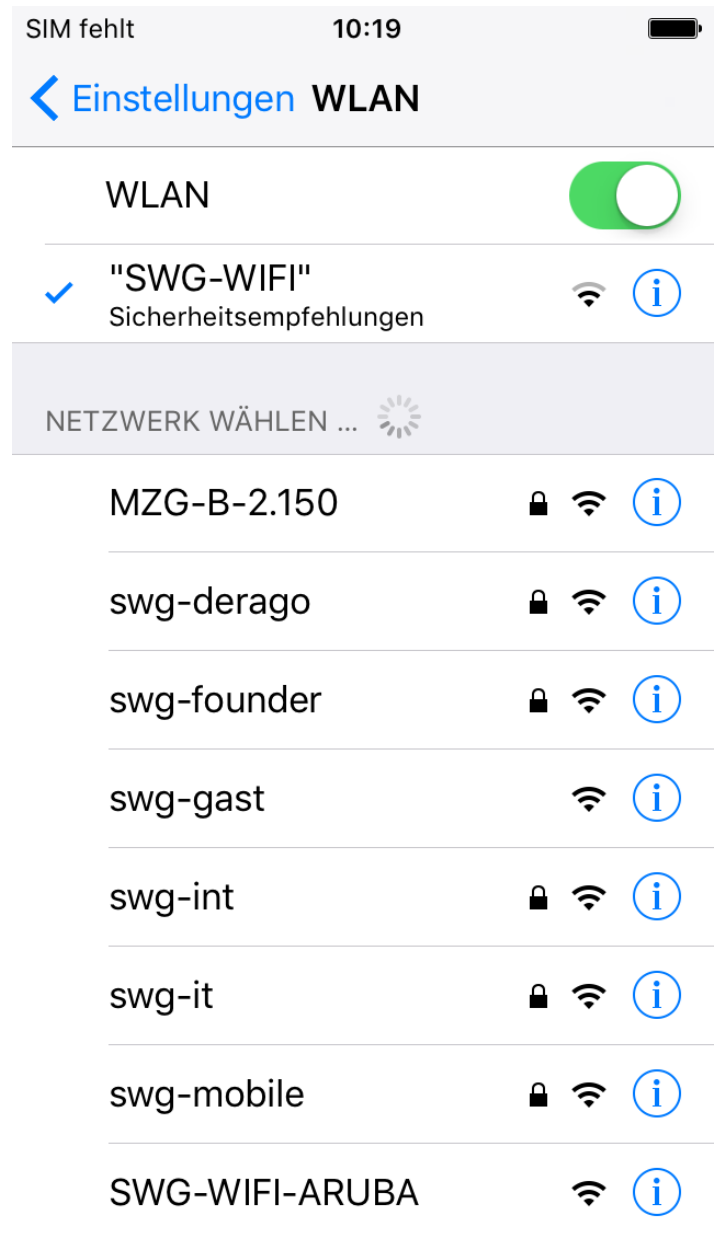 SIM fehlt 10:19
Einstellungen WLAN
WLAN
"SWG-WIFI"
Sicherheitsempfehlungen
NETZWERK WÄHLEN ...
MZG-B-2.150
swg-derago
swg-founder
swg-gast
swg-int
swg-it
swg-mobile
SWG-WIFI-ARUBA